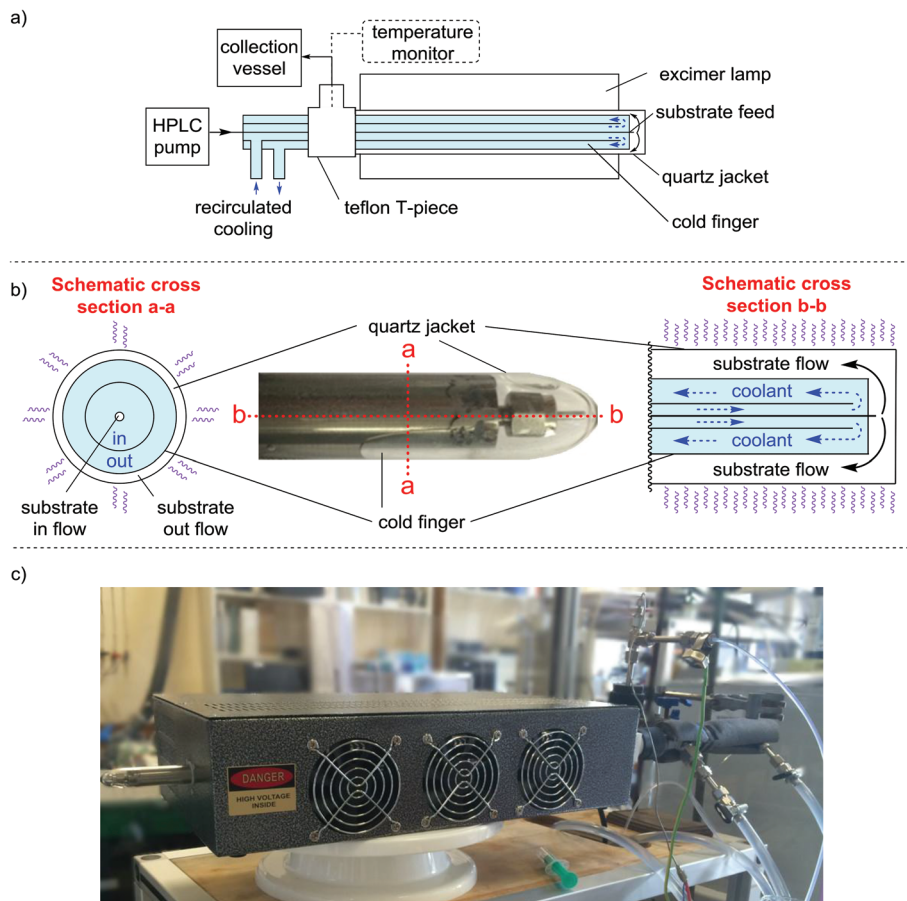 a)
collection
vessel
temperature
monitor
excimer lamp
HPLC
pump
substrate feed
quartz jacket
recirculated
cooling
teflon T-piece
cold finger
b)
Schematic cross
section a-a
quartz jacket
Schematic cross
section b-b
a
substrate flow
coolant
b
b
in
out
coolant
a
substrate flow
substrate
in flow
substrate
out flow
cold finger
c)
DANGER
HIGH VOLTAGE
INSIDE